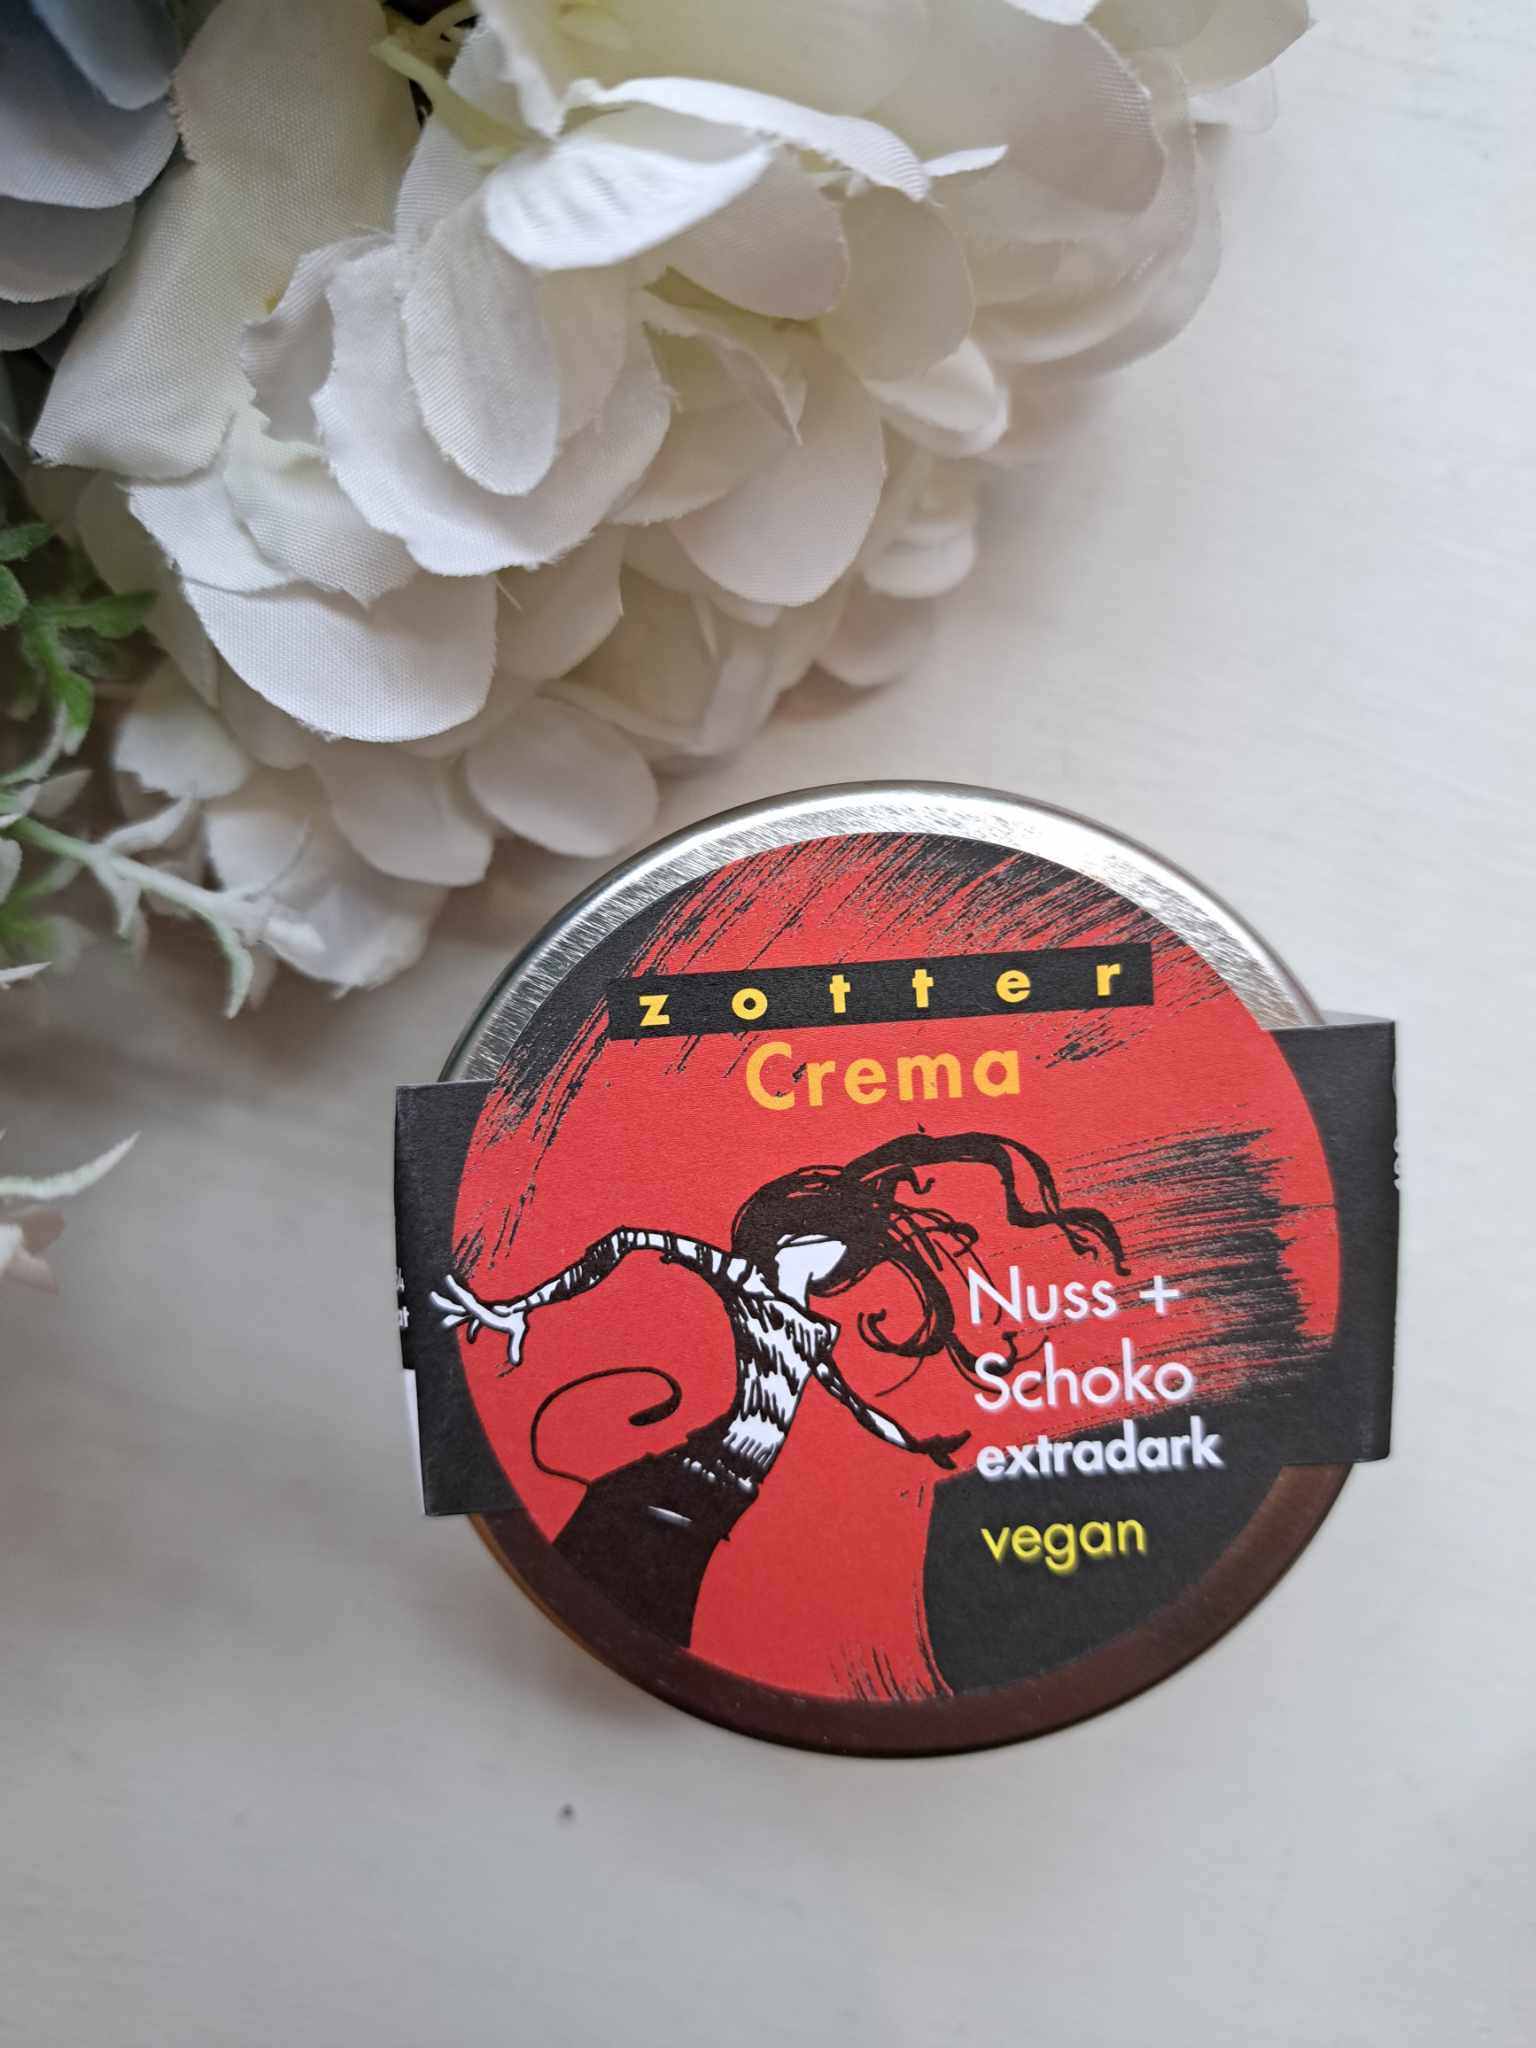 zotter
Crema
Nuss +
Schoko
extradark
vegan